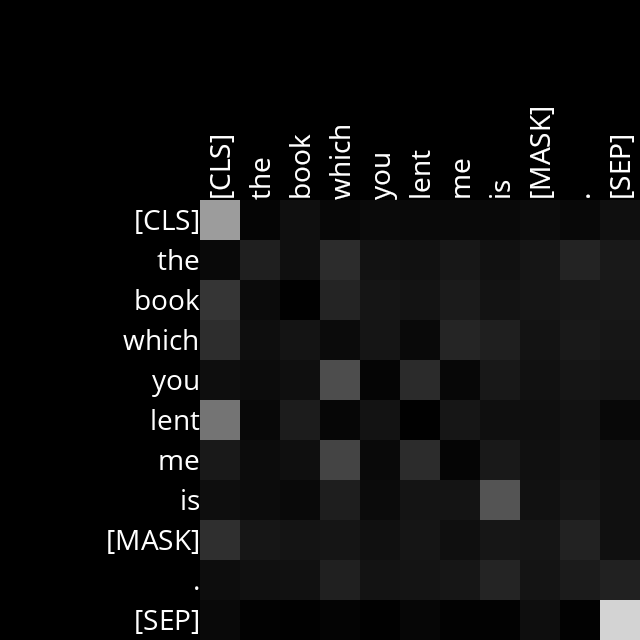 [CLS] the book which you lent me is [MASK] . [SEP]
[CLS]
the
book
which
you
lent
me
is
[MASK]
.
[SEP]